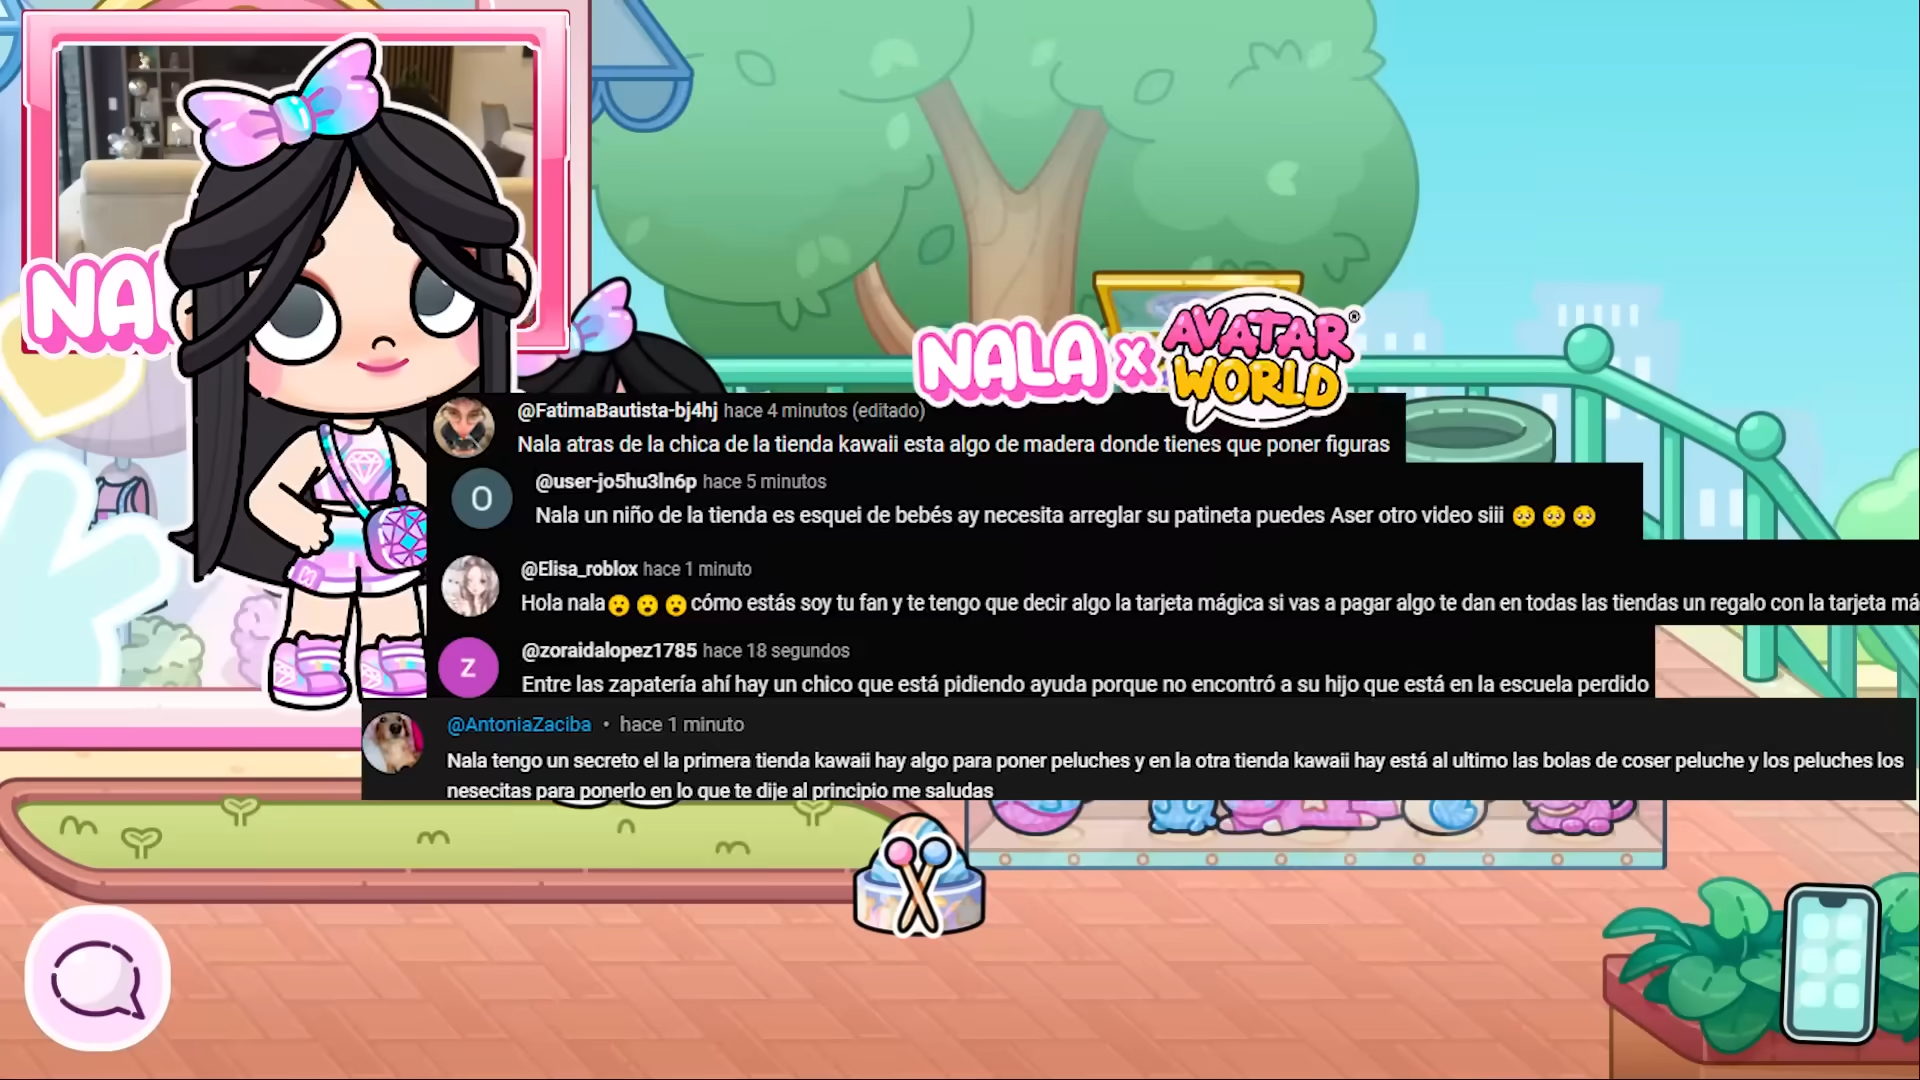 NA
NALA x AVATAR WORLD®
@FatimaBautista-bj4hj hace 4 minutos (editado)
Nala atras de la chica de la tienda kawaii esta algo de madera donde tienes que poner figuras
O
@user-jo5hu3ln6p hace 5 minutos
Nala un niño de la tienda es esquei de bebés ay necesita arreglar su patineta puedes Aser otro video siii 🥺 🥺 🥺
@Elisa_roblox hace 1 minuto
Hola nala😮 😮 😮cómo estás soy tu fan y te tengo que decir algo la tarjeta mágica si vas a pagar algo te dan en todas las tiendas un regalo con la tarjeta má
Z
@zoraidalopez1785 hace 18 segundos
Entre las zapatería ahí hay un chico que está pidiendo ayuda porque no encontró a su hijo que está en la escuela perdido
@AntoniaZaciba • hace 1 minuto
Nala tengo un secreto el la primera tienda kawaii hay algo para poner peluches y en la otra tienda kawaii hay está al ultimo las bolas de coser peluche y los peluches los
nesecitas para ponerlo en lo que te dije al principio me saludas